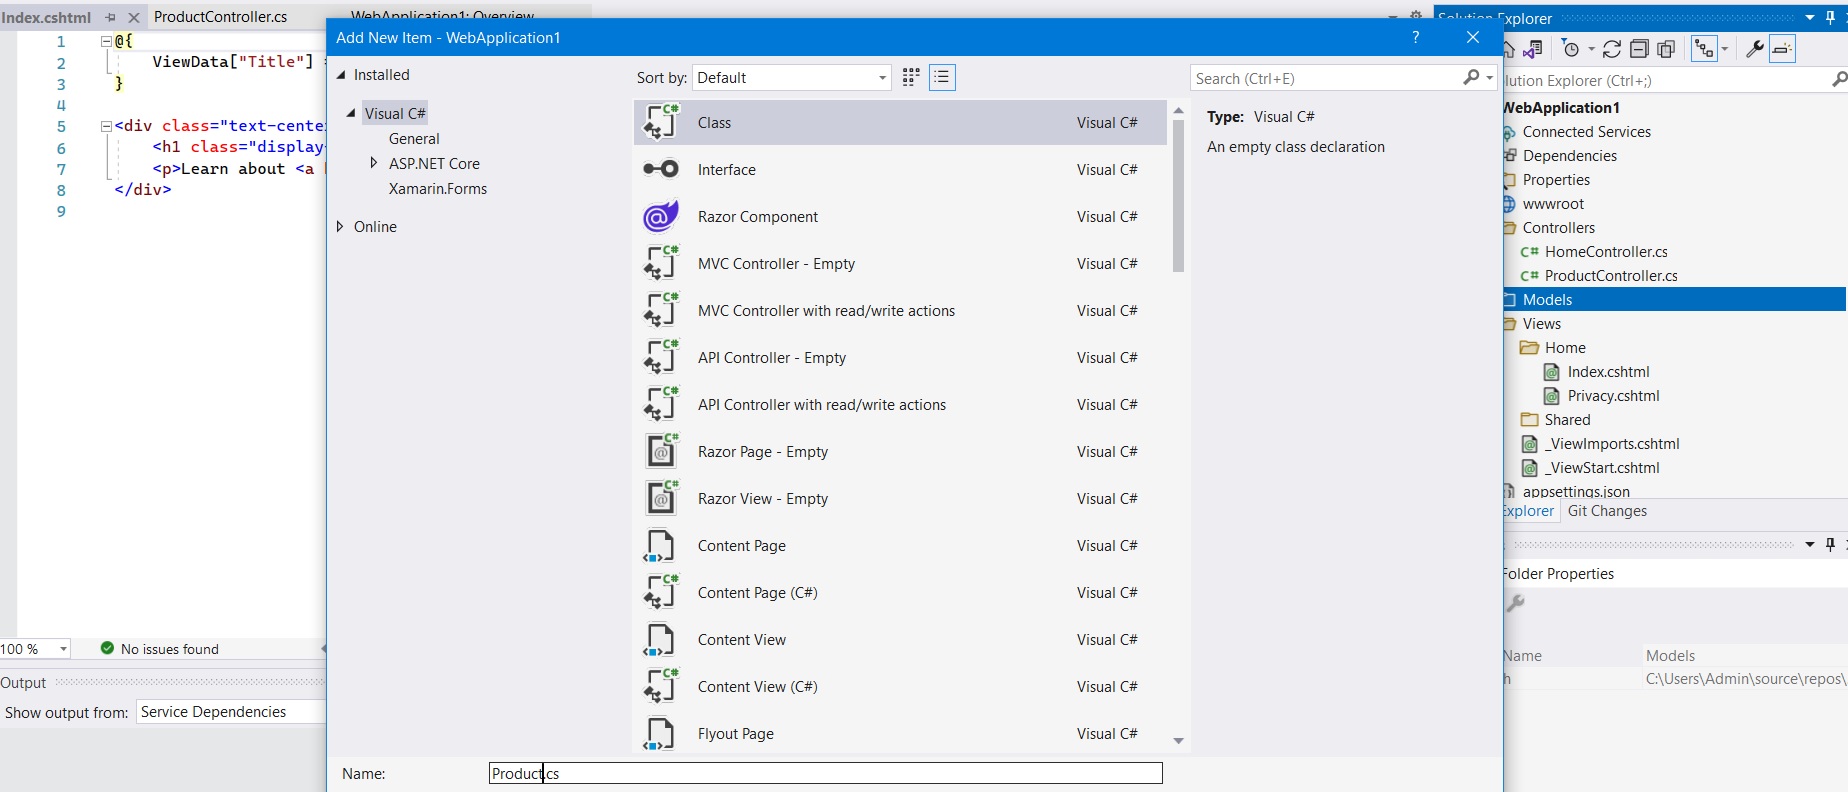 Index.cshtml
ProductController.cs
WebApplication1: Overview
1 @{
2 ViewData["Title"]
3 }
4
5 <div class="text-cente
6 <h1 class="display-
7 <p>Learn about <a
8 </div>
9
100 %
No issues found
Output
Show output from: Service Dependencies
Add New Item - WebApplication1
?
Installed
Visual C#
General
ASP.NET Core
Xamarin.Forms
Online
Sort by: Default
Search (Ctrl+E)
Class Visual C#
Interface Visual C#
Razor Component Visual C#
MVC Controller - Empty Visual C#
MVC Controller with read/write actions Visual C#
API Controller - Empty Visual C#
API Controller with read/write actions Visual C#
Razor Page - Empty Visual C#
Razor View - Empty Visual C#
Content Page Visual C#
Content Page (C#) Visual C#
Content View Visual C#
Content View (C#) Visual C#
Flyout Page Visual C#
Type: Visual C#
An empty class declaration
Name: Product.cs
Solution Explorer
lution Explorer (Ctrl+;)
WebApplication1
Connected Services
Dependencies
Properties
wwwroot
Controllers
C# HomeController.cs
C# ProductController.cs
Models
Views
Home
Index.cshtml
Privacy.cshtml
Shared
_ViewImports.cshtml
_ViewStart.cshtml
appsettings.json
Explorer Git Changes
Folder Properties
Name Models
h C:\Users\Admin\source\repos\